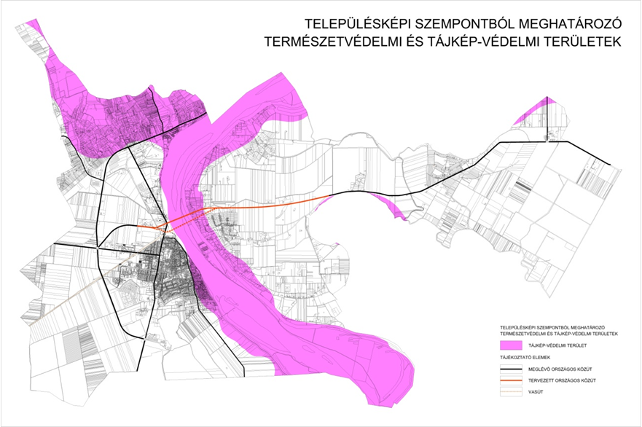 TELEPÜLÉSKÉPI SZEMPONTBÓL MEGHATÁROZÓ
TERMÉSZETVÉDELMI ÉS TÁJKÉP-VÉDELMI TERÜLETEK
TELEPÜLÉSKÉPI SZEMPONTBÓL MEGHATÁROZÓ
TERMÉSZETVÉDELMI ÉS TÁJKÉP-VÉDELMI TERÜLETEK
TÁJKÉP-VÉDELMI TERÜLET
TÁJÉKOZTATÓ ELEMEK
MEGLÉVŐ ORSZÁGOS KÖZÚT
TERVEZETT ORSZÁGOS KÖZÚT
VASÚT